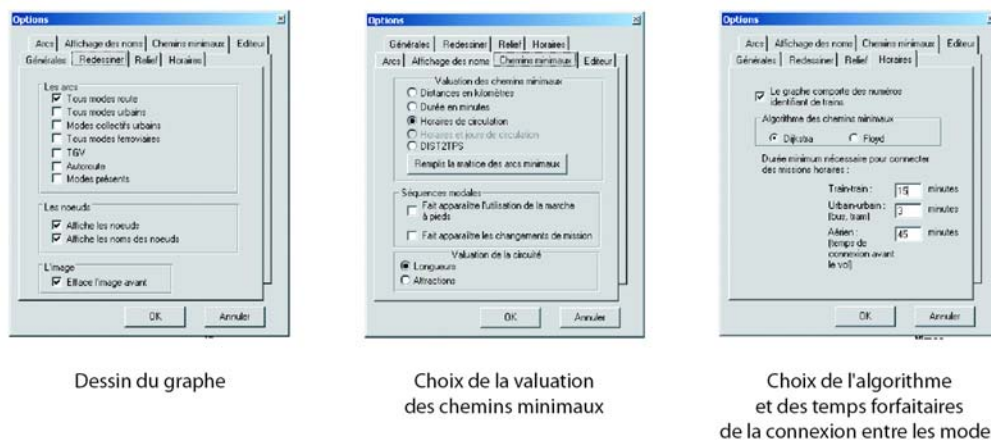 Options
Arcs Affichage des noms Chemins minimaux Editeur
Générales Redessiner Relief Horaires
Les arcs
Tous modes route
Tous modes urbains
Modes collectifs urbains
Tous modes ferroviaires
TGV
Autoroute
Modes présents
Les noeuds
Affiche les noeuds
Affiche les noms des noeuds
L'image
Efface l'image avant
OK Annuler
Dessin du graphe
Options
Générales Redessiner Relief Horaires
Arcs Affichage des noms Chemins minimaux Editeur
Valuation des chemins minimaux
Distances en kilomètres
Durée en minutes
Horaires de circulation
Horaires et jours de circulation
DIST2TPS
Remplis la matrice des arcs minimaux
Séquences modales
Fait apparaître l'utilisation de la marche
à pieds
Fait apparaître les changements de mission
Valuation de la circuité
Longueurs
Attractions
OK Annuler
Choix de la valuation
des chemins minimaux
Options
Arcs Affichage des noms Chemins minimaux Editeur
Générales Redessiner Relief Horaires
Le graphe comporte des numéros
identifiant de trains
Algorithme des chemins minimaux
Dijkstra Floyd
Durée minimum nécessaire pour connecter
des missions horaires :
Train-train : 15 minutes
Urbain-urbain : 3 minutes
(bus, tram)
Aérien : 45 minutes
(temps de
connexion avant
le vol)
OK Annuler
Choix de l'algorithme
et des temps forfaitaires
de la connexion entre les mode